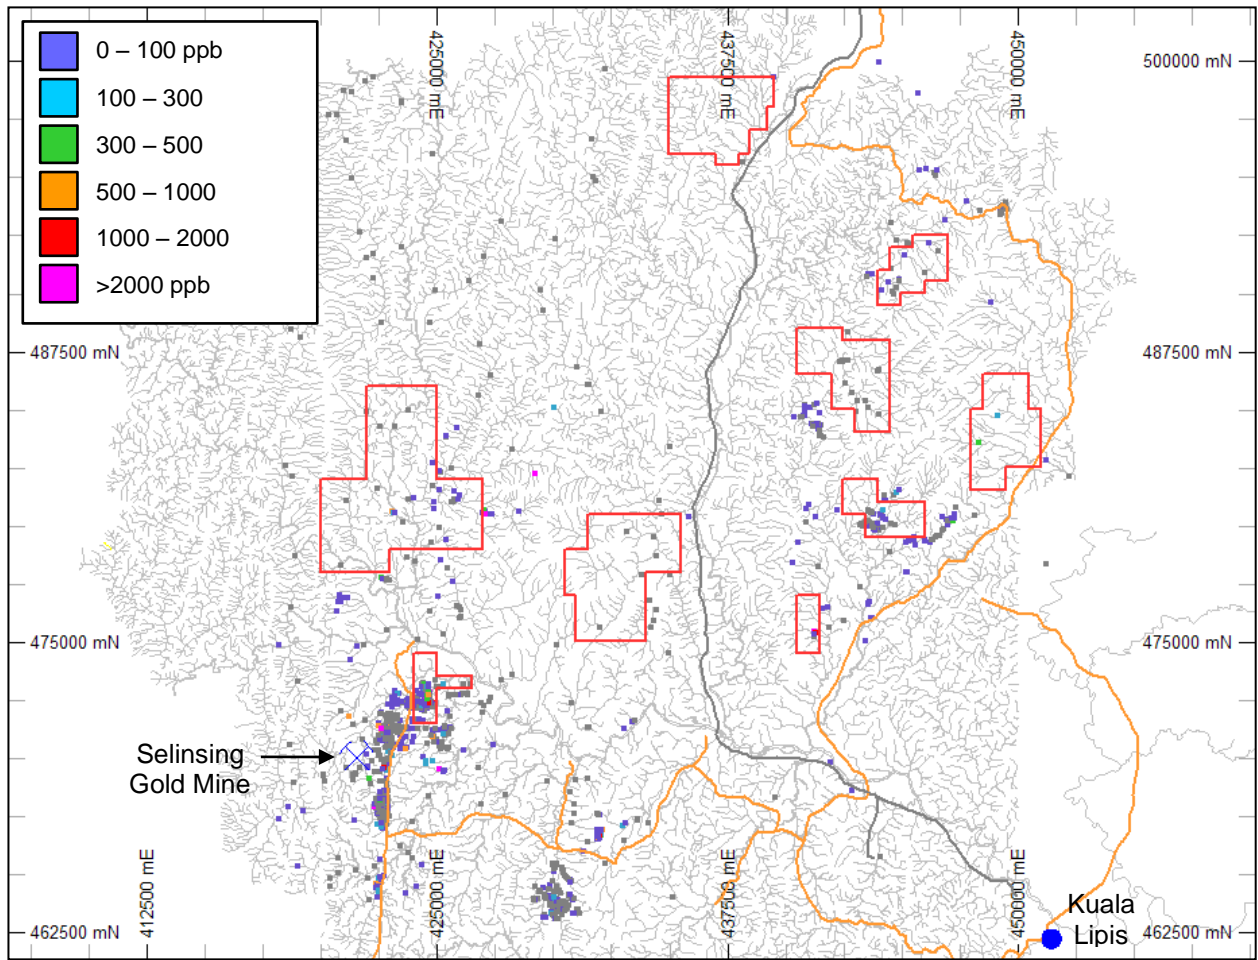 0 – 100 ppb
100 – 300
300 – 500
500 – 1000
1000 – 2000
>2000 ppb
425000 mE
437500 mE
450000 mE
500000 mN
500000 mN
487500 mN
487500 mN
475000 mN
475000 mN
Selinsing
Gold Mine
412500 mE
425000 mE
437500 mE
450000 mE
Kuala
Lipis
462500 mN
462500 mN